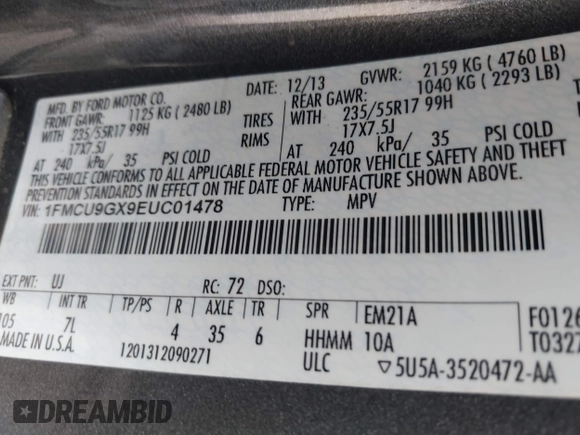 MFD. BY FORD MOTOR CO.
DATE: 12/13
GVWR: 2159 KG ( 4760 LB)
FRONT GAWR: 1125 KG ( 2480 LB)
REAR GAWR: 1040 KG ( 2293 LB)
WITH 235/55R17 99H TIRES WITH 235/55R17 99H
17X7.5J RIMS 17X7.5J
AT 240 kPa/ 35 PSI COLD AT 240 kPa/ 35 PSI COLD
THIS VEHICLE CONFORMS TO ALL APPLICABLE FEDERAL MOTOR VEHICLE SAFETY AND THEFT
PREVENTION STANDARDS IN EFFECT ON THE DATE OF MANUFACTURE SHOWN ABOVE.
VIN: 1FMCU9GX9EUC01478 TYPE: MPV
EXT PNT: UJ RC: 72 DSO:
WB INT TR TP/PS R AXLE TR SPR EM21A
105 7L 4 35 6 HHMM 10A
MADE IN U.S.A. 1201312090271 ULC ▽5U5A-3520472-AA
F0126
T0327
DREAMBID